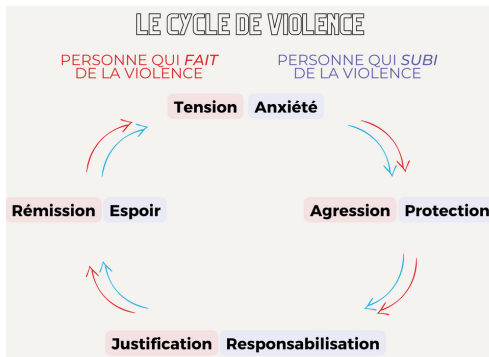 LE CYCLE DE VIOLENCE
PERSONNE QUI FAIT
DE LA VIOLENCE
PERSONNE QUI SUBI
DE LA VIOLENCE
Tension Anxiété
Rémission Espoir
Agression Protection
Justification Responsabilisation